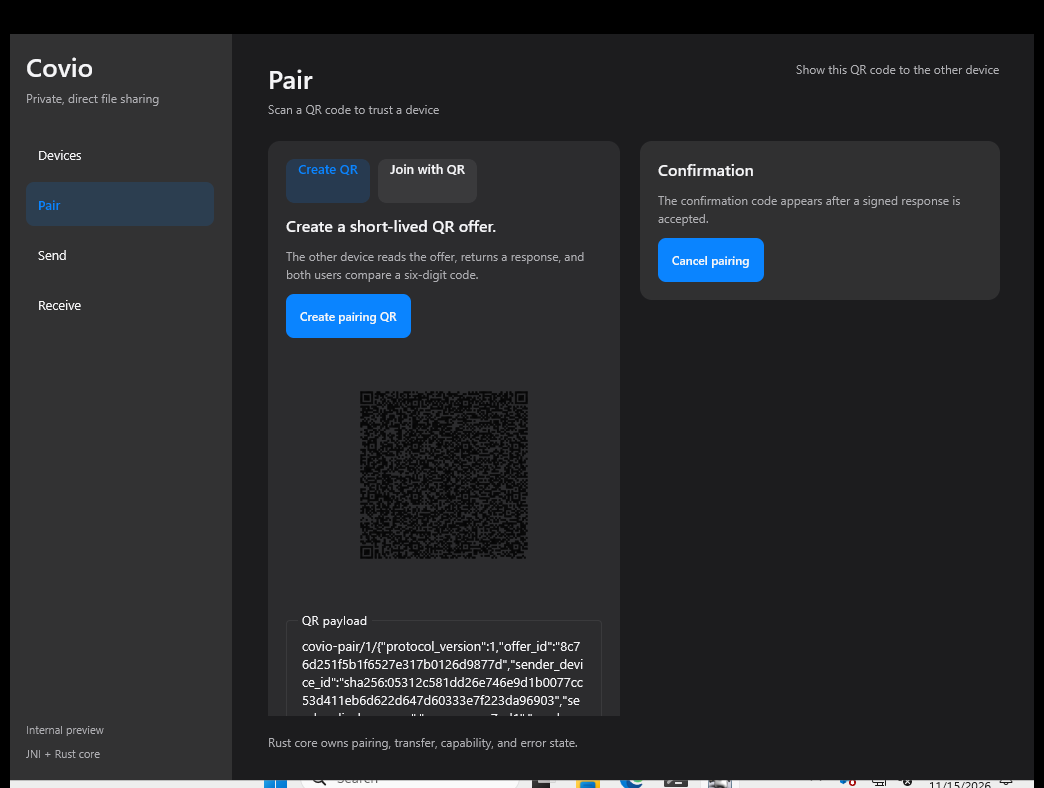 Covio
Private, direct file sharing
Devices
Pair
Send
Receive
Internal preview
JNI + Rust core
Pair
Scan a QR code to trust a device
Show this QR code to the other device
Create QR
Join with QR
Create a short-lived QR offer.
The other device reads the offer, returns a response, and
both users compare a six-digit code.
Create pairing QR
QR payload
covio-pair/1/{"protocol_version":1,"offer_id":"8c7
6d251f5b1f6527e317b0126d9877d","sender_devi
ce_id":"sha256:05312c581dd26e746e9d1b0077cc
53d411eb6d622d647d60333e7f223da96903","se
Confirmation
The confirmation code appears after a signed response is
accepted.
Cancel pairing
Rust core owns pairing, transfer, capability, and error state.
Search
11/15/2026